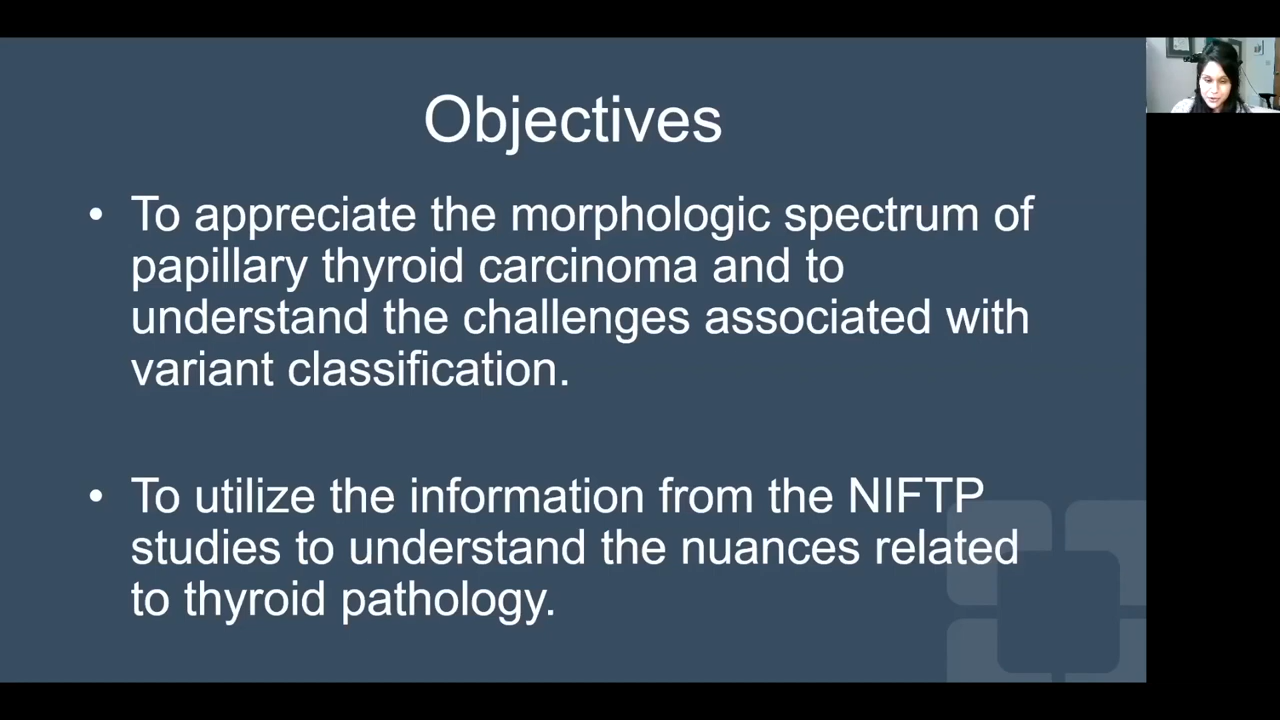 Objectives
• To appreciate the morphologic spectrum of
papillary thyroid carcinoma and to
understand the challenges associated with
variant classification.
• To utilize the information from the NIFTP
studies to understand the nuances related
to thyroid pathology.